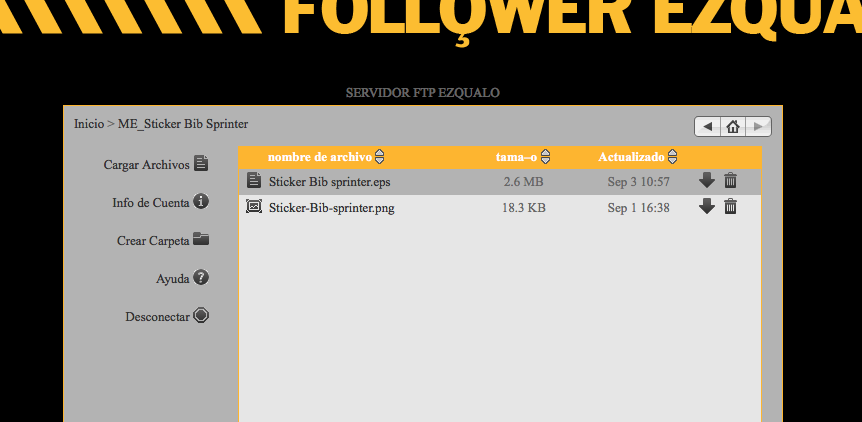 FOLLOWER EZQUA
SERVIDOR FTP EZQUALO
Inicio > ME_Sticker Bib Sprinter
Cargar Archivos
Info de Cuenta
Crear Carpeta
Ayuda
Desconectar
nombre de archivo tama–o Actualizado
Sticker Bib sprinter.eps 2.6 MB Sep 3 10:57
Sticker-Bib-sprinter.png 18.3 KB Sep 1 16:38